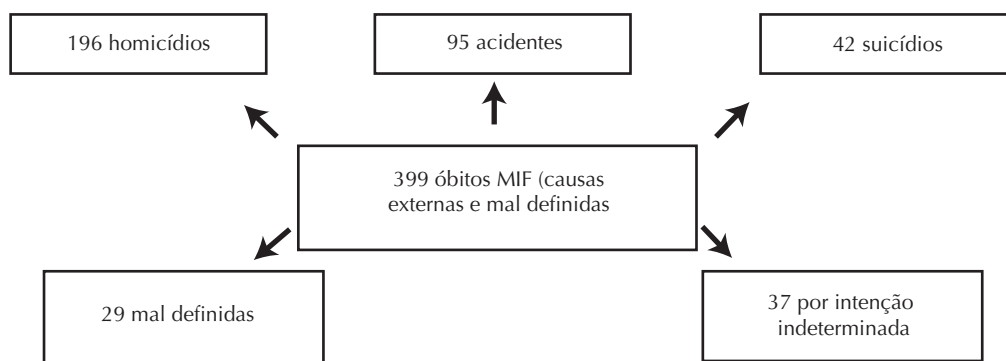 196 homicídios
95 acidentes
42 suicídios
399 óbitos MIF (causas
externas e mal definidas
29 mal definidas
37 por intenção
indeterminada